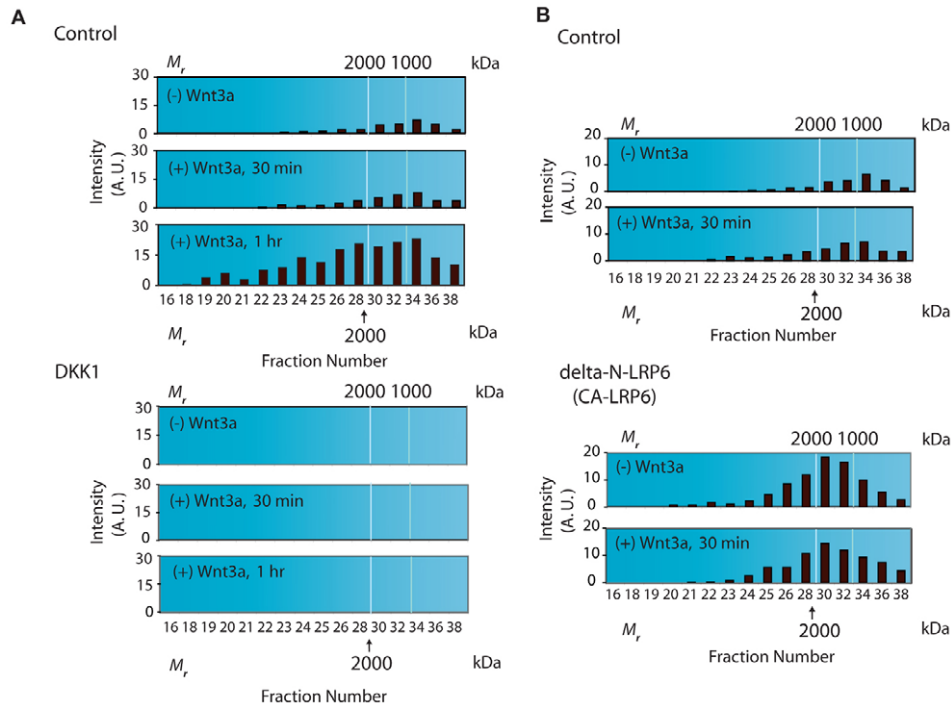 A
Control
Mr 2000 1000 kDa
30
15
0
(-) Wnt3a
30
15
0
(+) Wnt3a, 30 min
30
15
0
(+) Wnt3a, 1 hr
Intensity
(A. U.)
16 18 19 20 21 22 23 24 25 26 28 30 32 34 36 38
Mr 2000 kDa
Fraction Number
DKK1
Mr 2000 1000 kDa
30
15
0
(-) Wnt3a
30
15
0
(+) Wnt3a, 30 min
30
15
0
(+) Wnt3a, 1 hr
Intensity
(A. U.)
16 18 19 20 21 22 23 24 25 26 28 30 32 34 36 38
Mr 2000 kDa
Fraction Number
B
Control
Mr 2000 1000 kDa
20
10
0
(-) Wnt3a
20
10
0
(+) Wnt3a, 30 min
Intensity
(A. U.)
16 18 19 20 21 22 23 24 25 26 28 30 32 34 36 38
Mr 2000 kDa
Fraction Number
delta-N-LRP6
(CA-LRP6)
Mr 2000 1000 kDa
20
10
0
(-) Wnt3a
20
10
0
(+) Wnt3a, 30 min
Intensity
(A. U.)
16 18 19 20 21 22 23 24 25 26 28 30 32 34 36 38
Mr 2000 kDa
Fraction Number